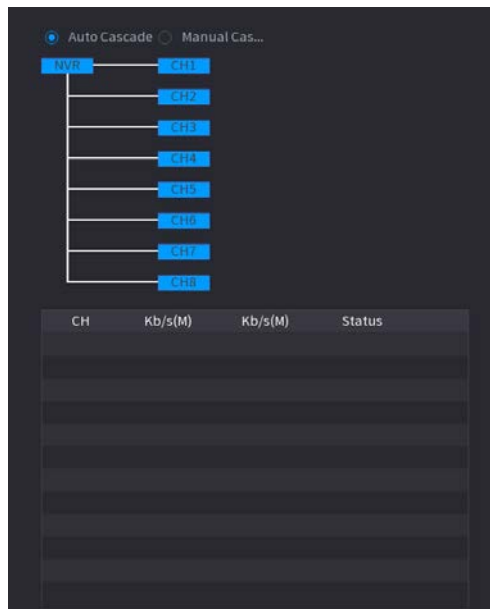 Auto Cascade Manual Cas...
NVR CH1
CH2
CH3
CH4
CH5
CH6
CH7
CH8
CH Kb/s(M) Kb/s(M) Status